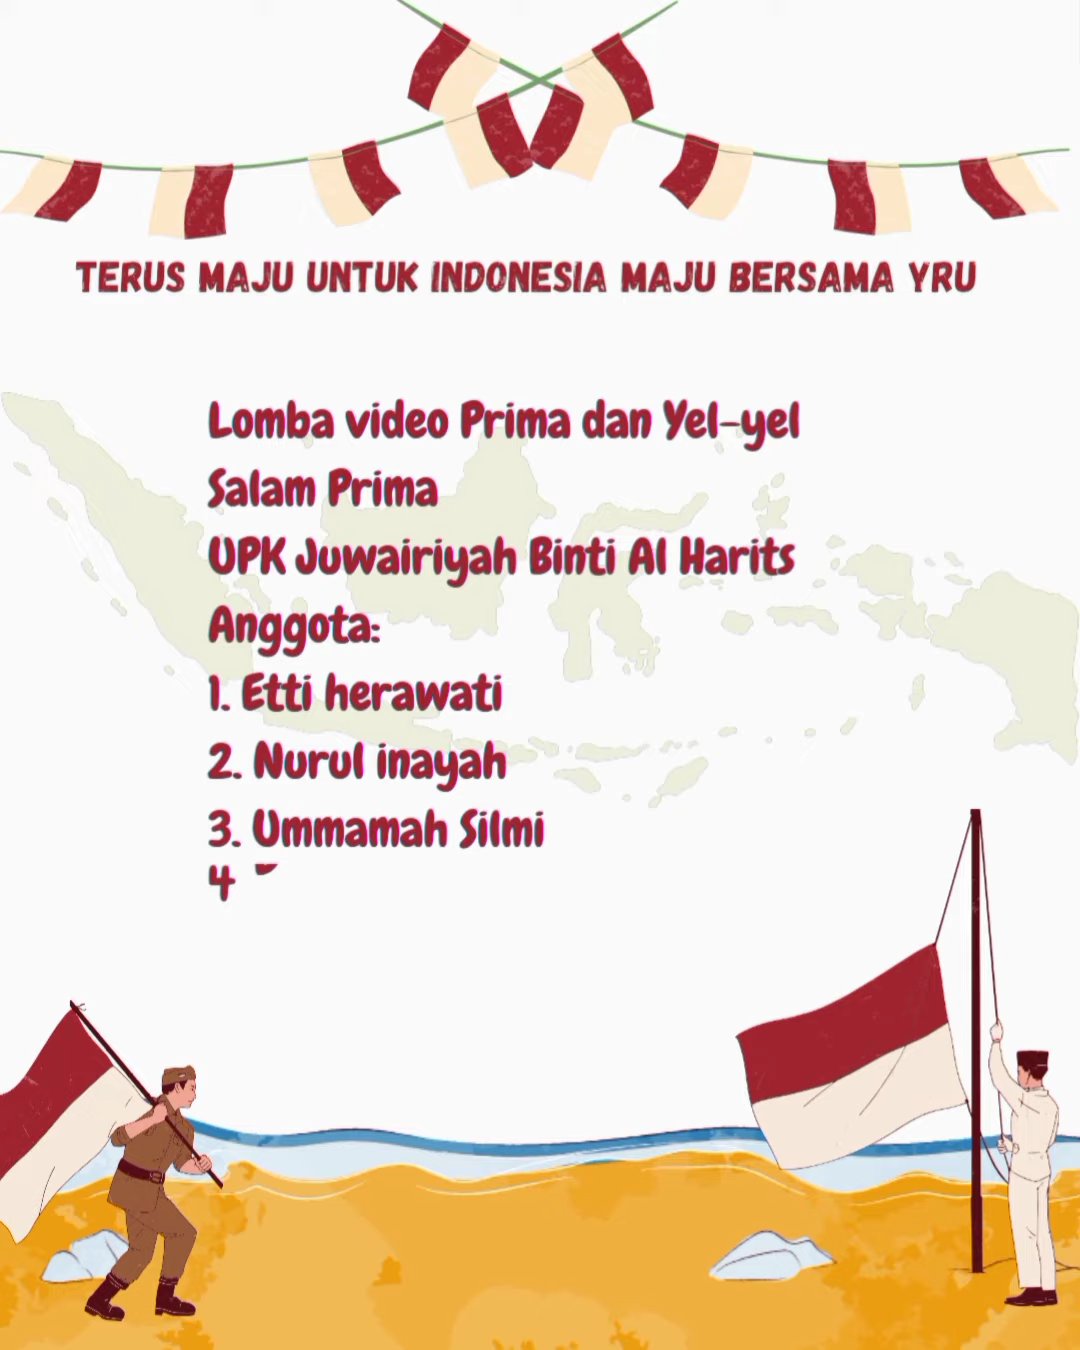 TERUS MAJU UNTUK INDONESIA MAJU BERSAMA YRU
Lomba video Prima dan Yel-yel
Salam Prima
UPK Juwairiyah Binti Al Harits
Anggota:
1. Etti herawati
2. Nurul inayah
3. Ummamah Silmi
4